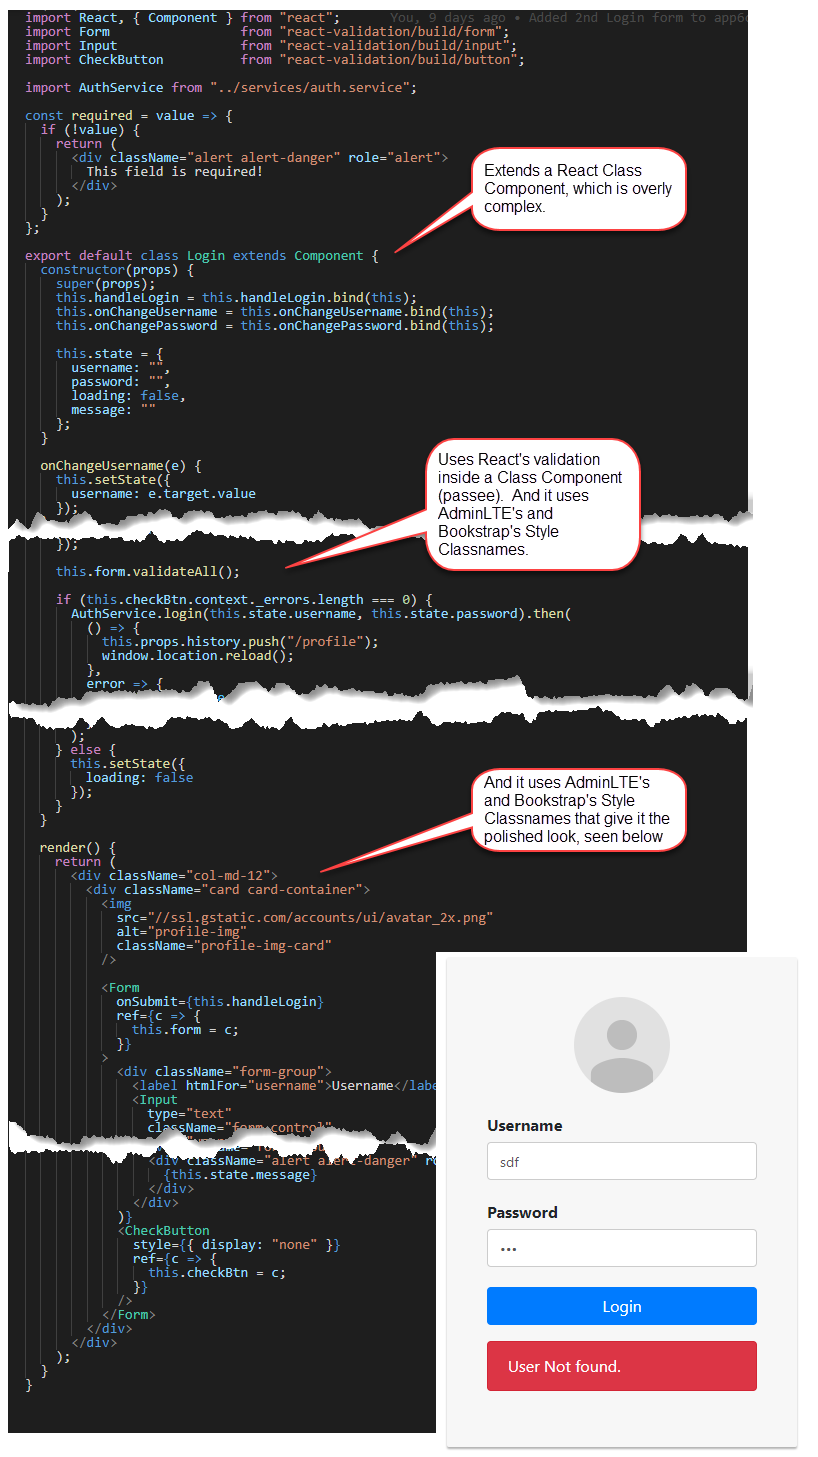 import React, { Component } from "react"; You, 9 days ago • Added 2nd Login form to app6
import Form from "react-validation/build/form";
import Input from "react-validation/build/input";
import CheckButton from "react-validation/build/button";
import AuthService from "../services/auth.service";
const required = value => {
if (!value) {
return (
<div className="alert alert-danger" role="alert">
This field is required!
</div>
);
}
};
Extends a React Class
Component, which is overly
complex.
export default class Login extends Component {
constructor(props) {
super(props);
this.handleLogin = this.handleLogin.bind(this);
this.onChangeUsername = this.onChangeUsername.bind(this);
this.onChangePassword = this.onChangePassword.bind(this);
this.state = {
username: "",
password: "",
loading: false,
message: ""
};
}
onChangeUsername(e) {
this.setState({
username: e.target.value
});
Uses React's validation
inside a Class Component
(passee). And it uses
AdminLTE's and
Bookstrap's Style
Classnames.
});
this.form.validateAll();
if (this.checkBtn.context._errors.length === 0) {
AuthService.login(this.state.username, this.state.password).then(
() => {
this.props.history.push("/profile");
window.location.reload();
},
error => {
);
} else {
this.setState({
loading: false
});
}
}
And it uses AdminLTE's
and Bookstrap's Style
Classnames that give it the
polished look, seen below
render() {
return (
<div className="col-md-12">
<div className="card card-container">
<img
src="//ssl.gstatic.com/accounts/ui/avatar_2x.png"
alt="profile-img"
className="profile-img-card"
/>
<Form
onSubmit={this.handleLogin}
ref={c => {
this.form = c;
}}
>
<div className="form-group">
<label htmlFor="username">Username</labe
<Input
type="text"
className="form-control"
<div className="alert alert-danger" r
{this.state.message}
</div>
</div>
)}
<CheckButton
style={{ display: "none" }}
ref={c => {
this.checkBtn = c;
}}
/>
</Form>
</div>
</div>
);
}
}
Username
sdf
Password
Login
User Not found.